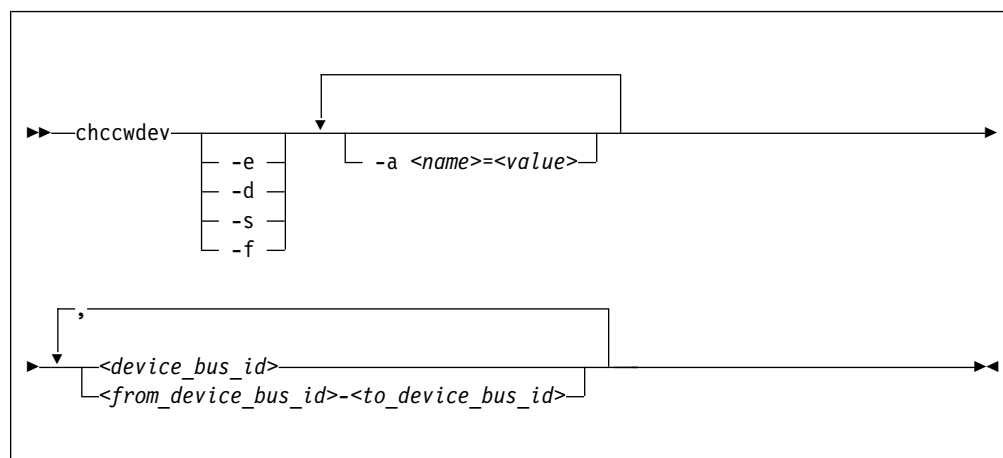 chccwdev
-e
-d
-s
-f
-a <name>=<value>
,
<device_bus_id>
<from_device_bus_id>-<to_device_bus_id>